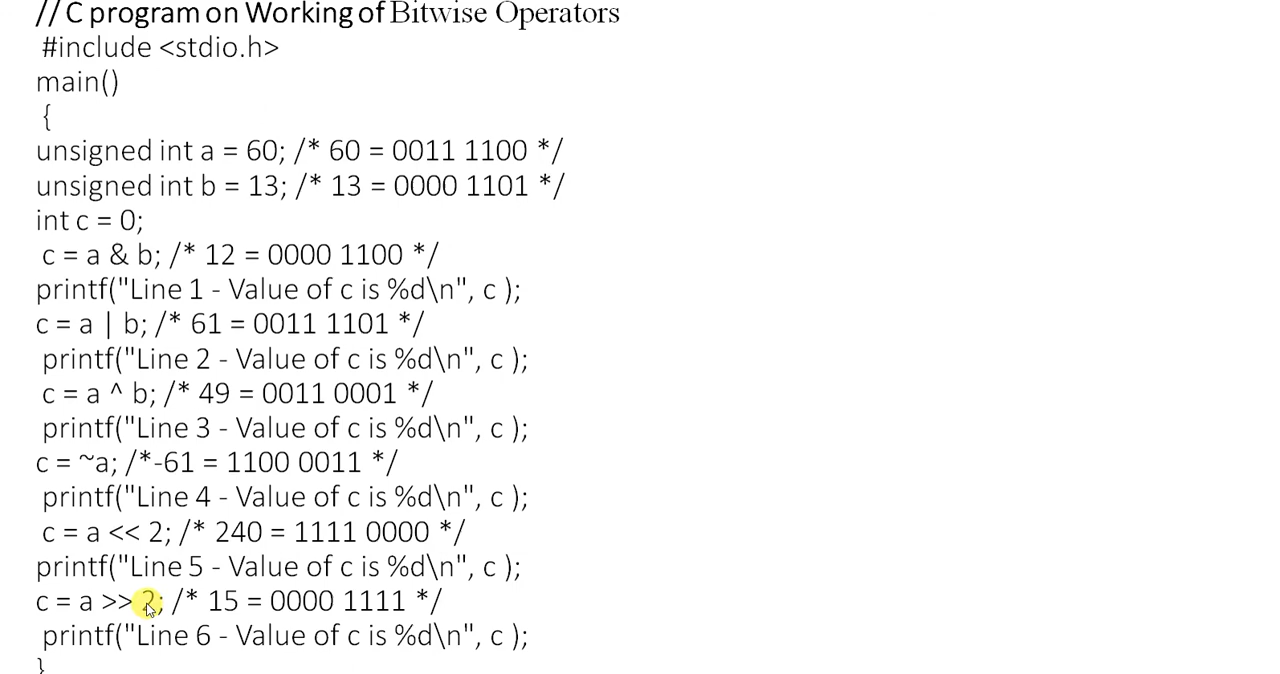 // C program on Working of Bitwise Operators
#include <stdio.h>
main()
{
unsigned int a = 60; /* 60 = 0011 1100 */
unsigned int b = 13; /* 13 = 0000 1101 */
int c = 0;
c = a & b; /* 12 = 0000 1100 */
printf("Line 1 - Value of c is %d\n", c );
c = a | b; /* 61 = 0011 1101 */
printf("Line 2 - Value of c is %d\n", c );
c = a ^ b; /* 49 = 0011 0001 */
printf("Line 3 - Value of c is %d\n", c );
c = ~a; /*-61 = 1100 0011 */
printf("Line 4 - Value of c is %d\n", c );
c = a << 2; /* 240 = 1111 0000 */
printf("Line 5 - Value of c is %d\n", c );
c = a >> 2; /* 15 = 0000 1111 */
printf("Line 6 - Value of c is %d\n", c );
}